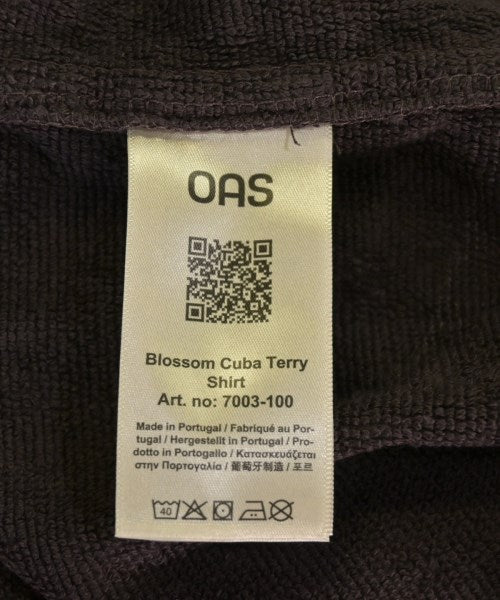 OAS
Blossom Cuba Terry
Shirt
Art. no: 7003-100
Made in Portugal / Fabriqué au Por-
tugal / Hergestellt in Portugal / Pro-
dotto in Portogallo / Κατασκευάζεται
στην Πορτογαλία / 葡萄牙制造 / 포르
40